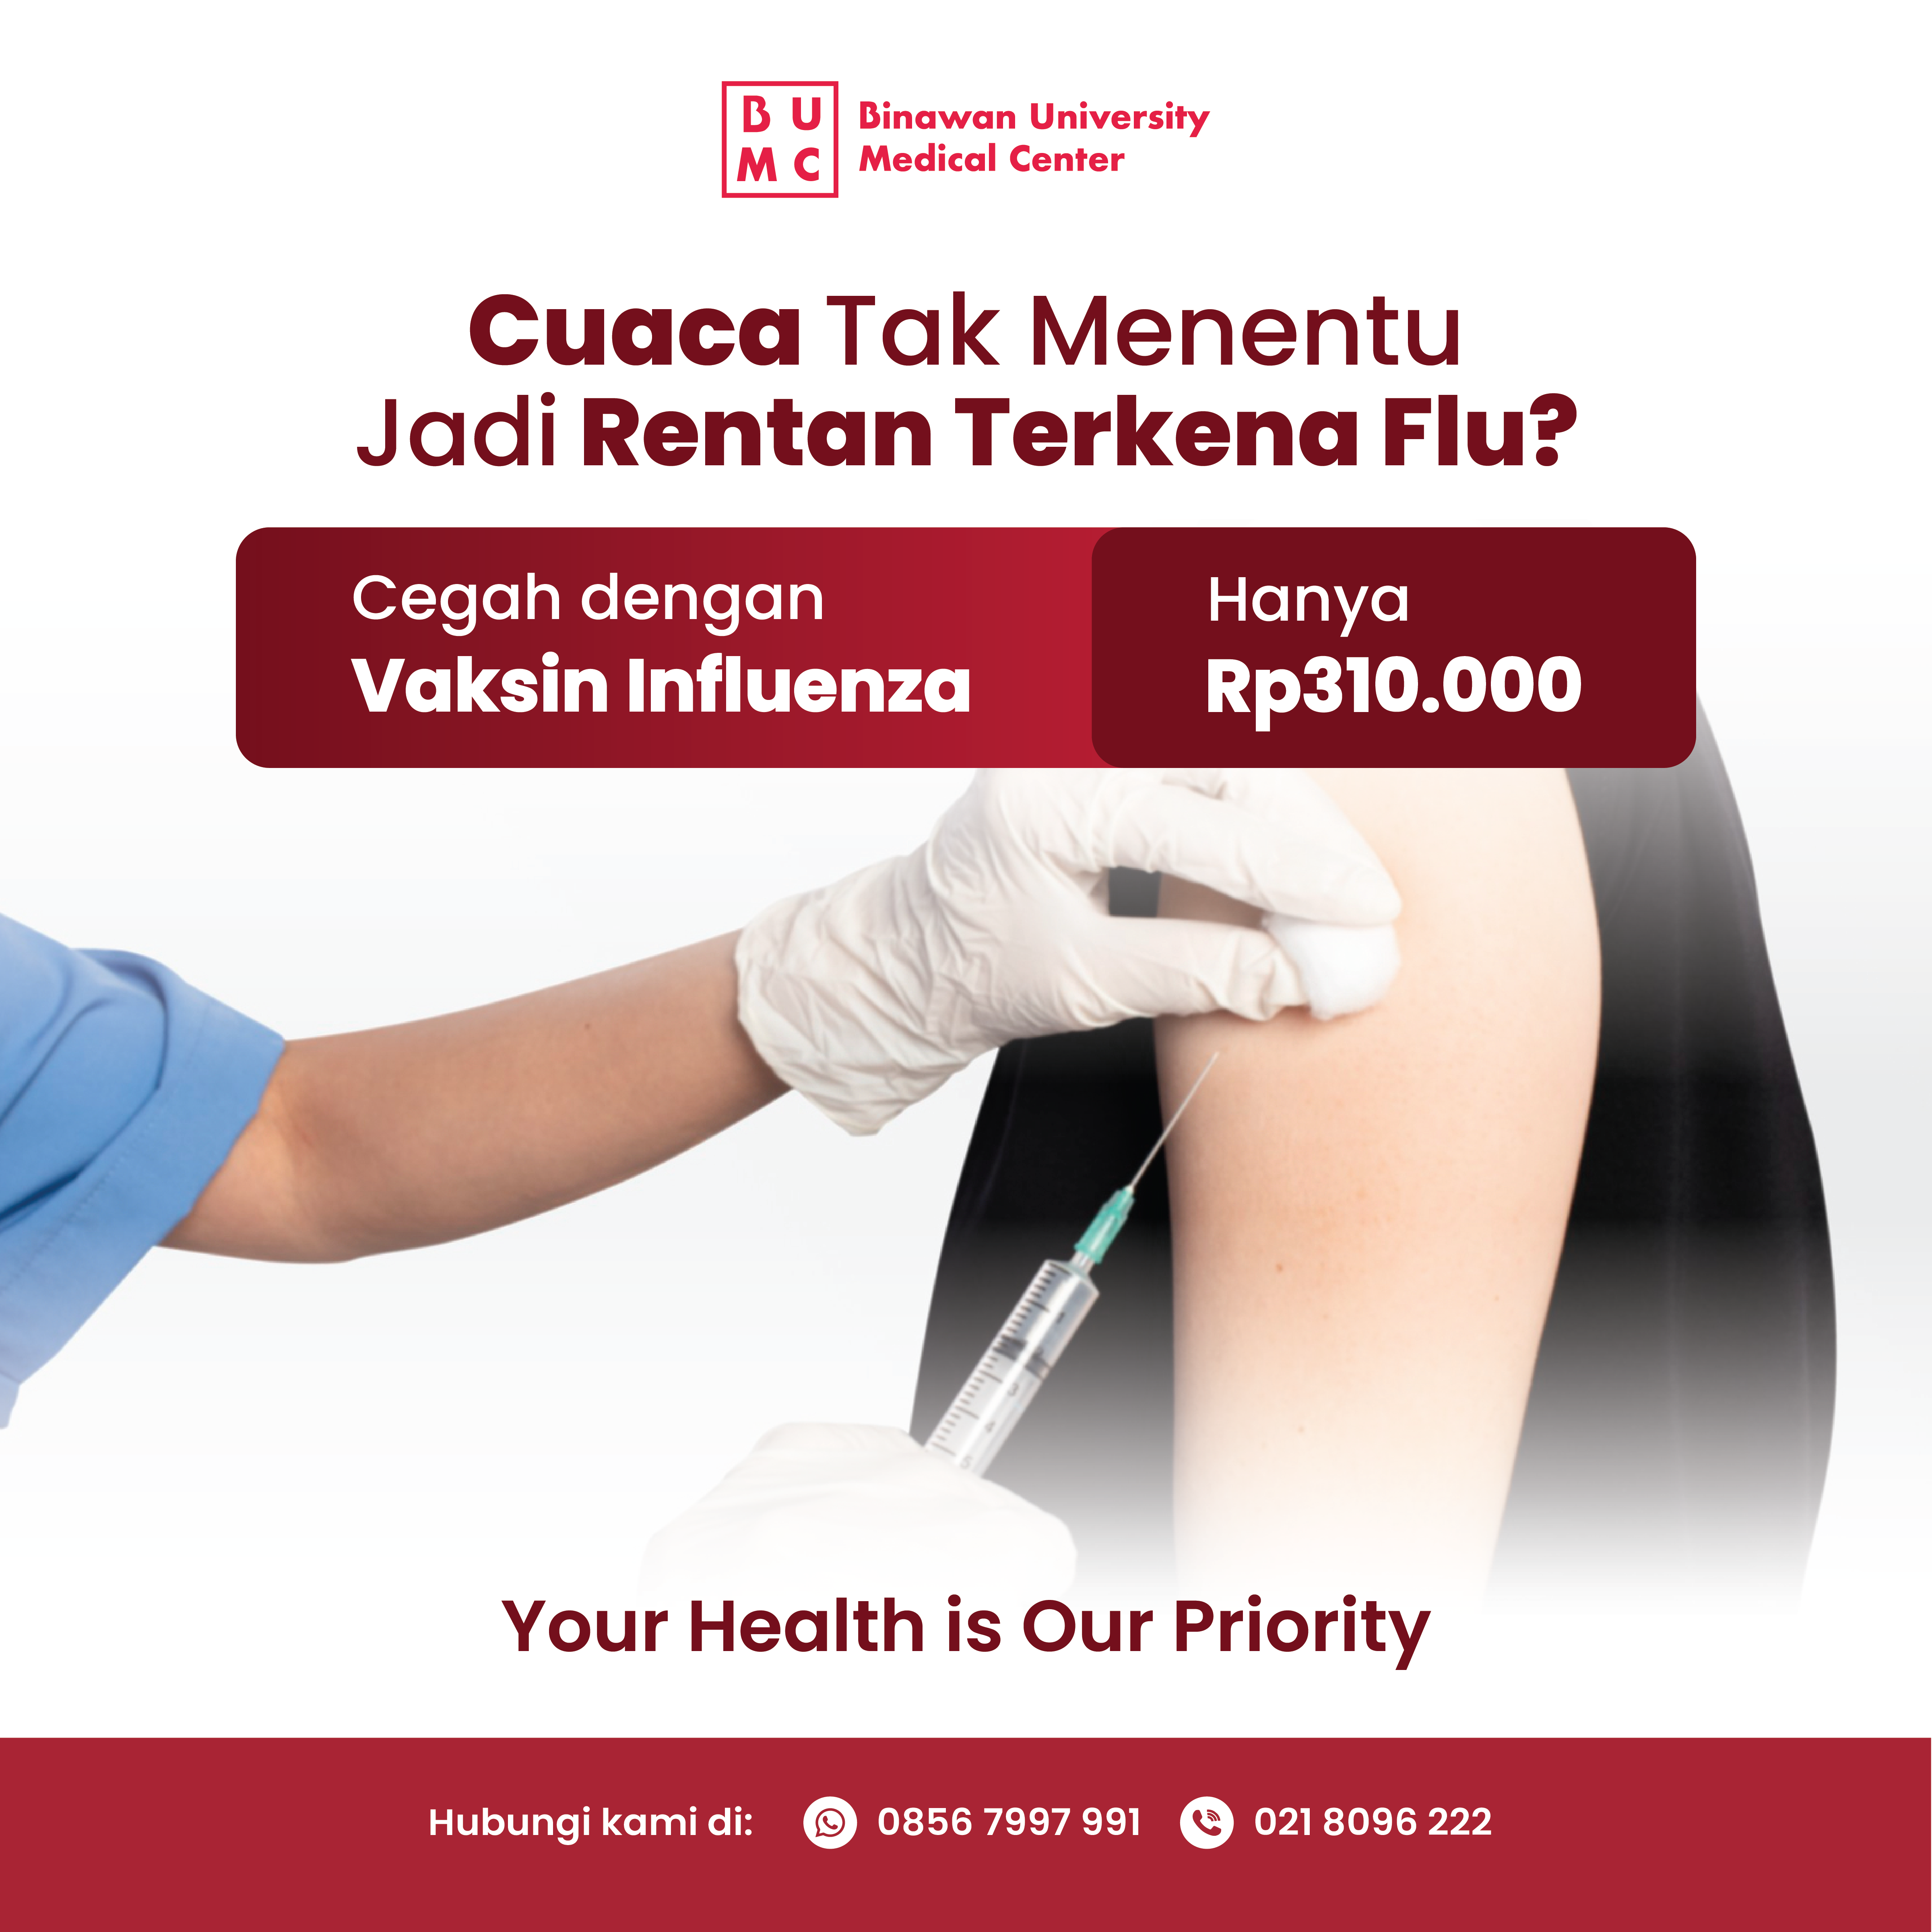 B U
M C
Binawan University
Medical Center
Cuaca Tak Menentu
Jadi Rentan Terkena Flu?
Cegah dengan
Vaksin Influenza
Hanya
Rp310.000
Your Health is Our Priority
Hubungi kami di: 0856 7997 991 021 8096 222